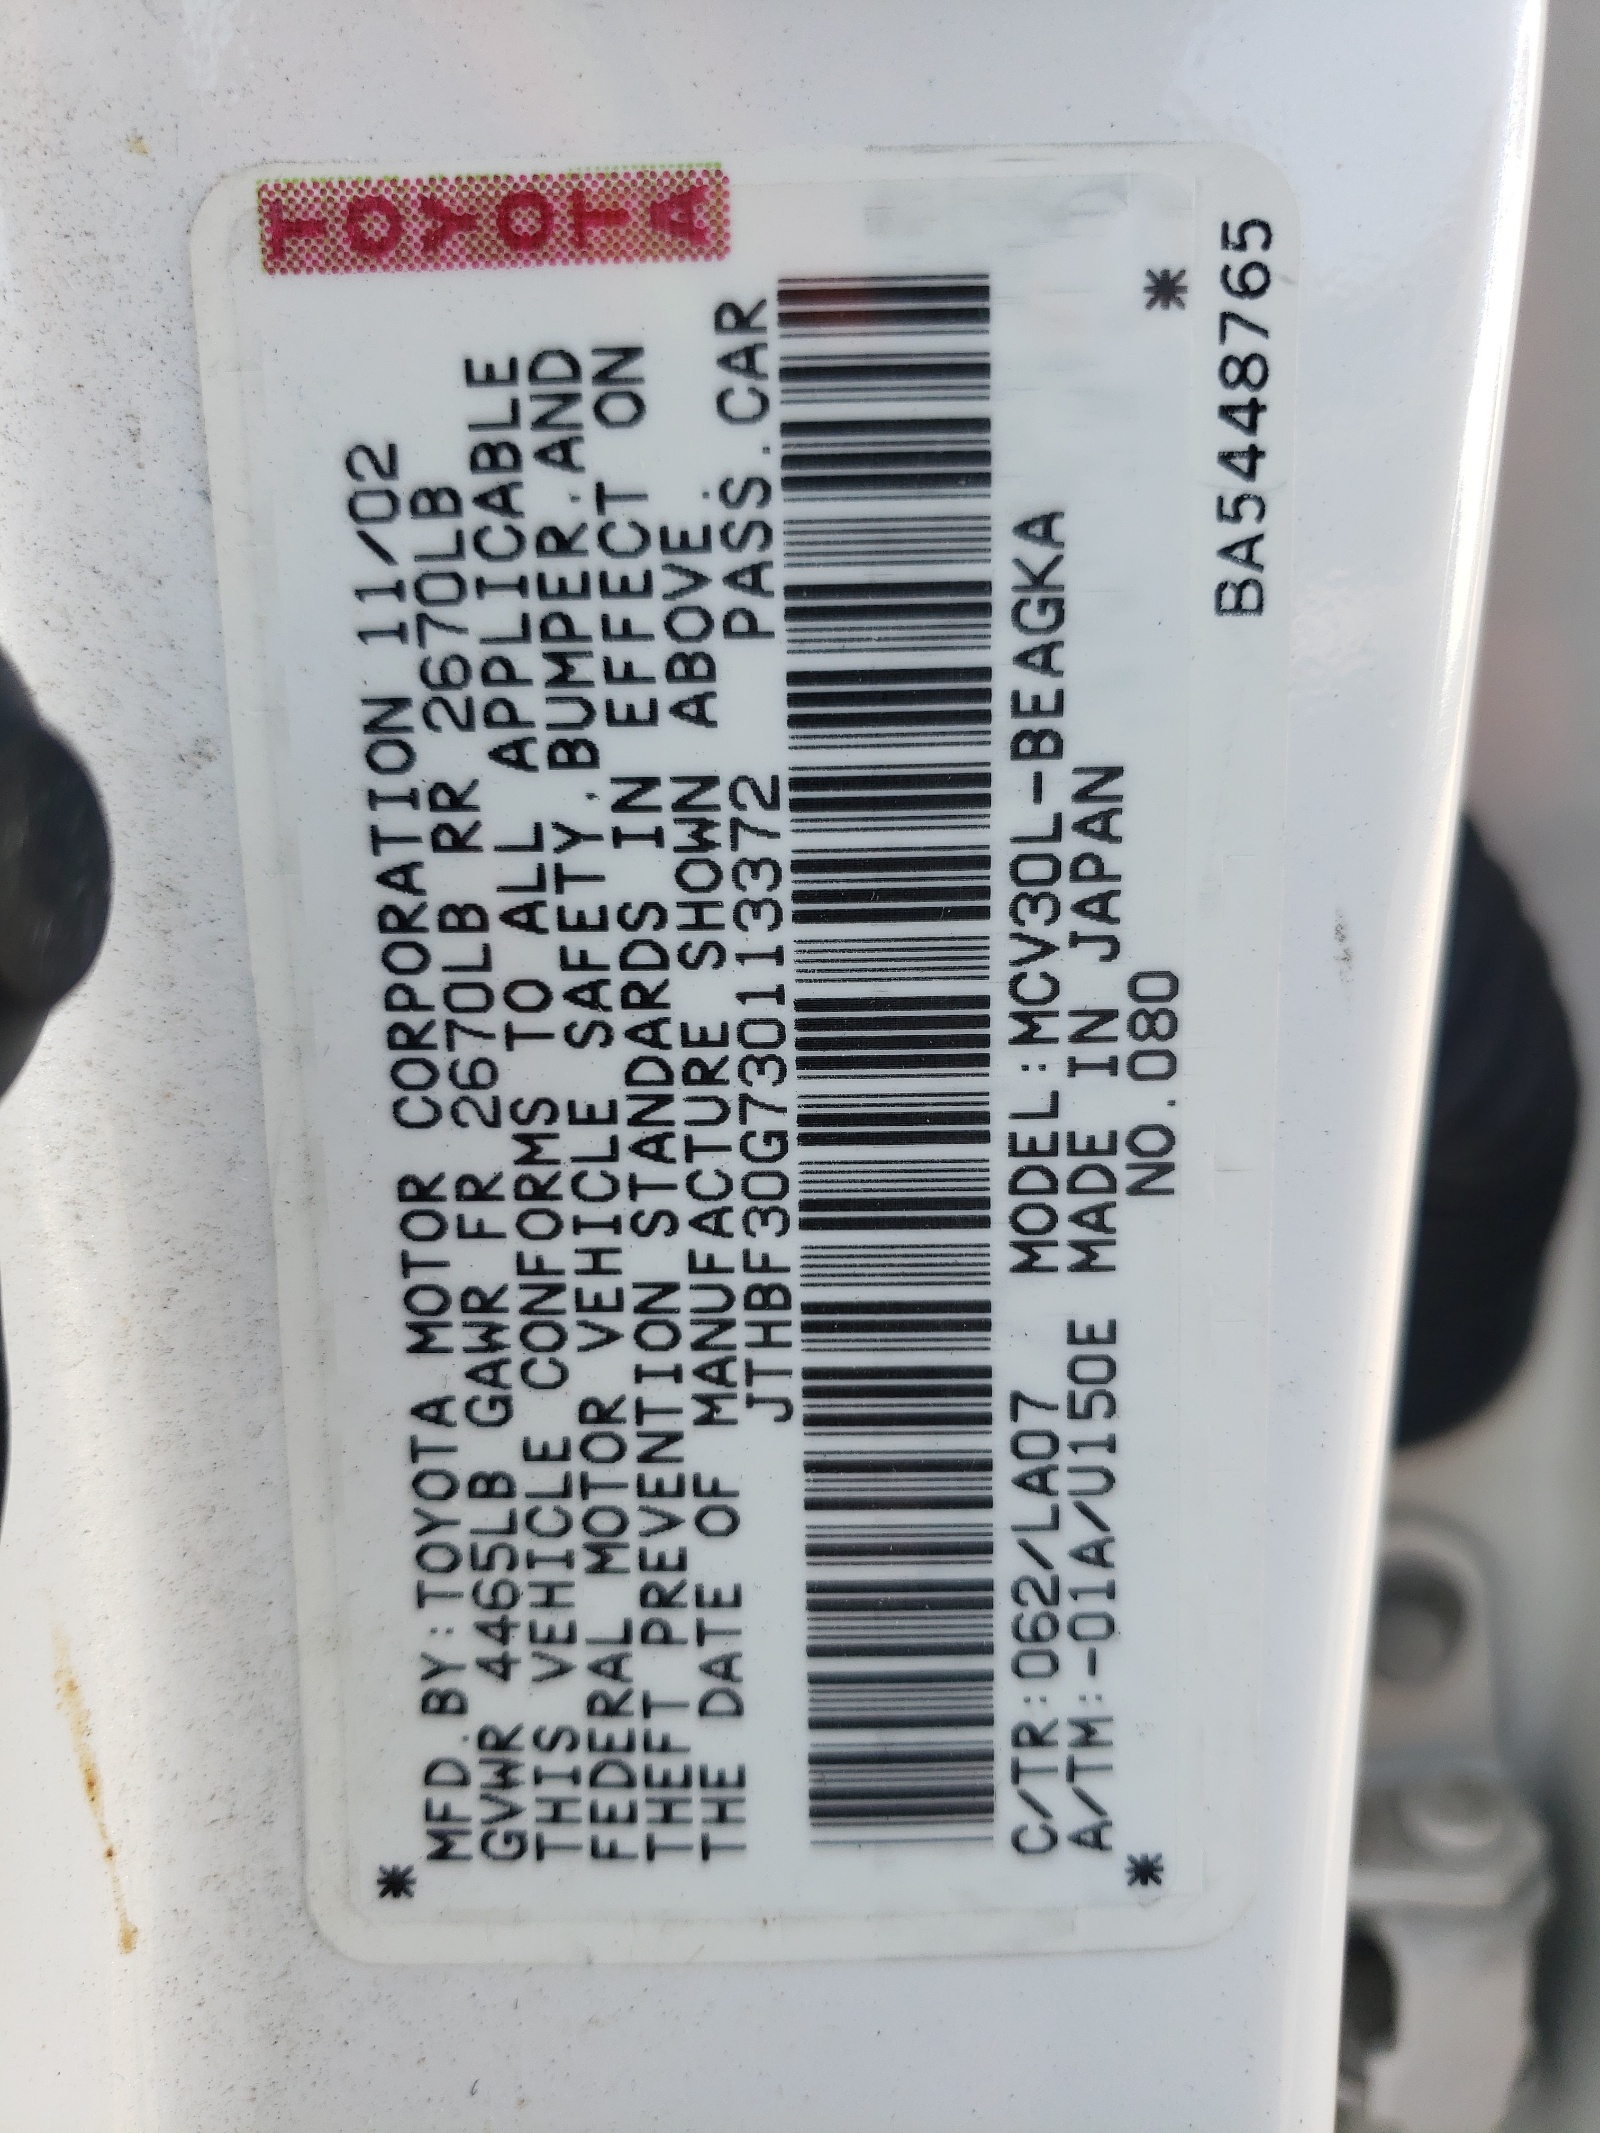 TOYOTA
MFD.BY:TOYOTA MOTOR CORPORATION 11/02
GVWR 4465LB GAWR FR 2670LB RR 2670LB
THIS VEHICLE CONFORMS TO ALL APPLICABLE
FEDERAL MOTOR VEHICLE SAFETY.BUMPER.AND
THEFT PREVENTION STANDARDS IN EFFECT ON
THE DATE OF MANUFACTURE SHOWN ABOVE.
JTHBF30G730113372 PASS.CAR
C/TR:062/LA07 MODEL:MCV30L-BEAGKA
A/TM:-01A/U150E MADE IN JAPAN
NO.080
BA5448765